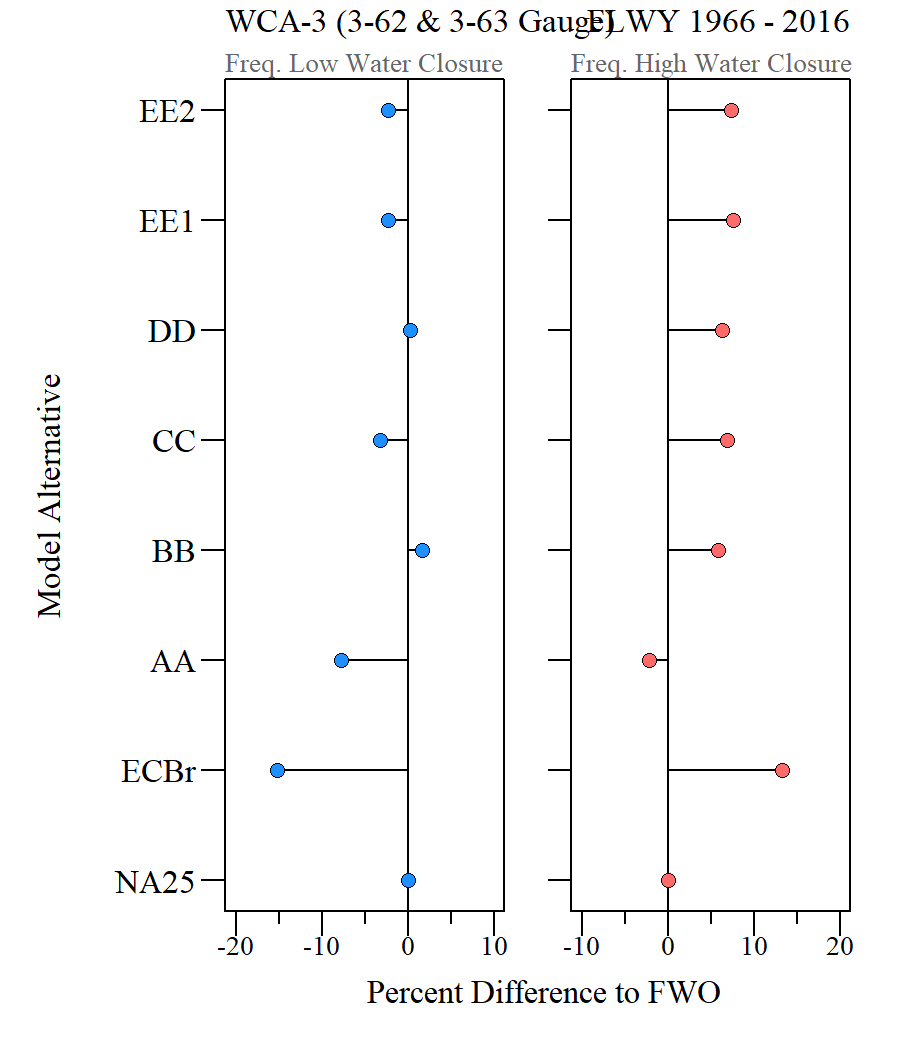 WCA-3 (3-62 & 3-63 Gauge)
FLWY 1966 - 2016
Freq. Low Water Closure
Freq. High Water Closure
EE2
EE1
DD
CC
BB
AA
ECBr
NA25
Model Alternative
-20 -10 0 10
-10 0 10 20
Percent Difference to FWO